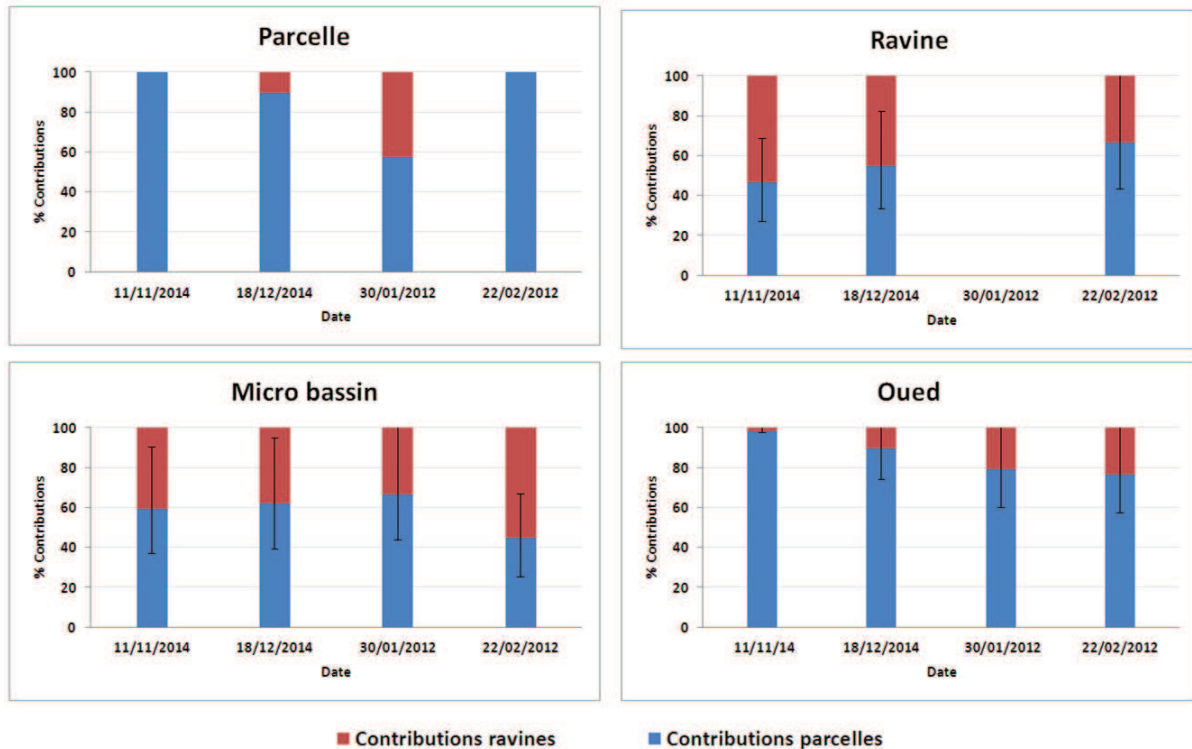 Parcelle
% Contributions
100
80
60
40
20
0
11/11/2014 18/12/2014 30/01/2012 22/02/2012
Date
Ravine
% Contributions
100
80
60
40
20
0
11/11/2014 18/12/2014 30/01/2012 22/02/2012
Date
Micro bassin
% Contributions
100
80
60
40
20
0
11/11/2014 18/12/2014 30/01/2012 22/02/2012
Date
Oued
% Contributions
100
80
60
40
20
0
11/11/14 18/12/2014 30/01/2012 22/02/2012
Date
Contributions ravines Contributions parcelles